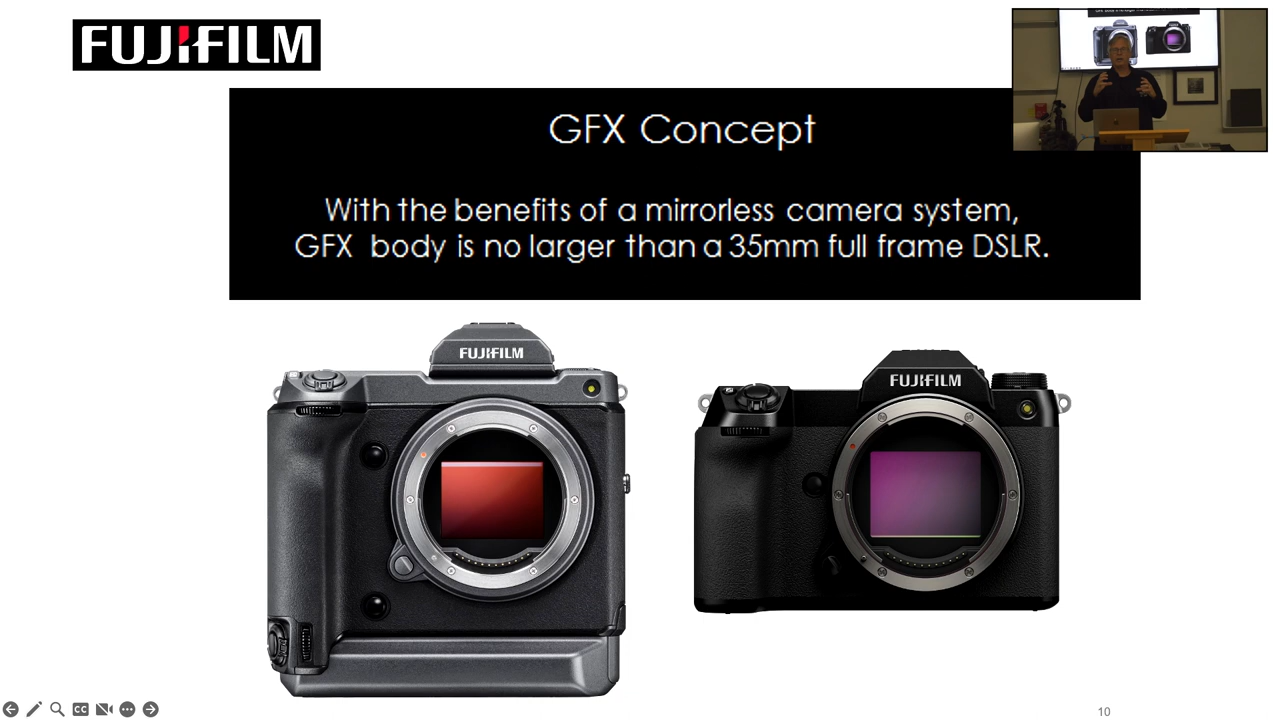 FUJIFILM
GFX Concept
With the benefits of a mirrorless camera system,
GFX body is no larger than a 35mm full frame DSLR.
FUJIFILM
FUJIFILM
CC
10